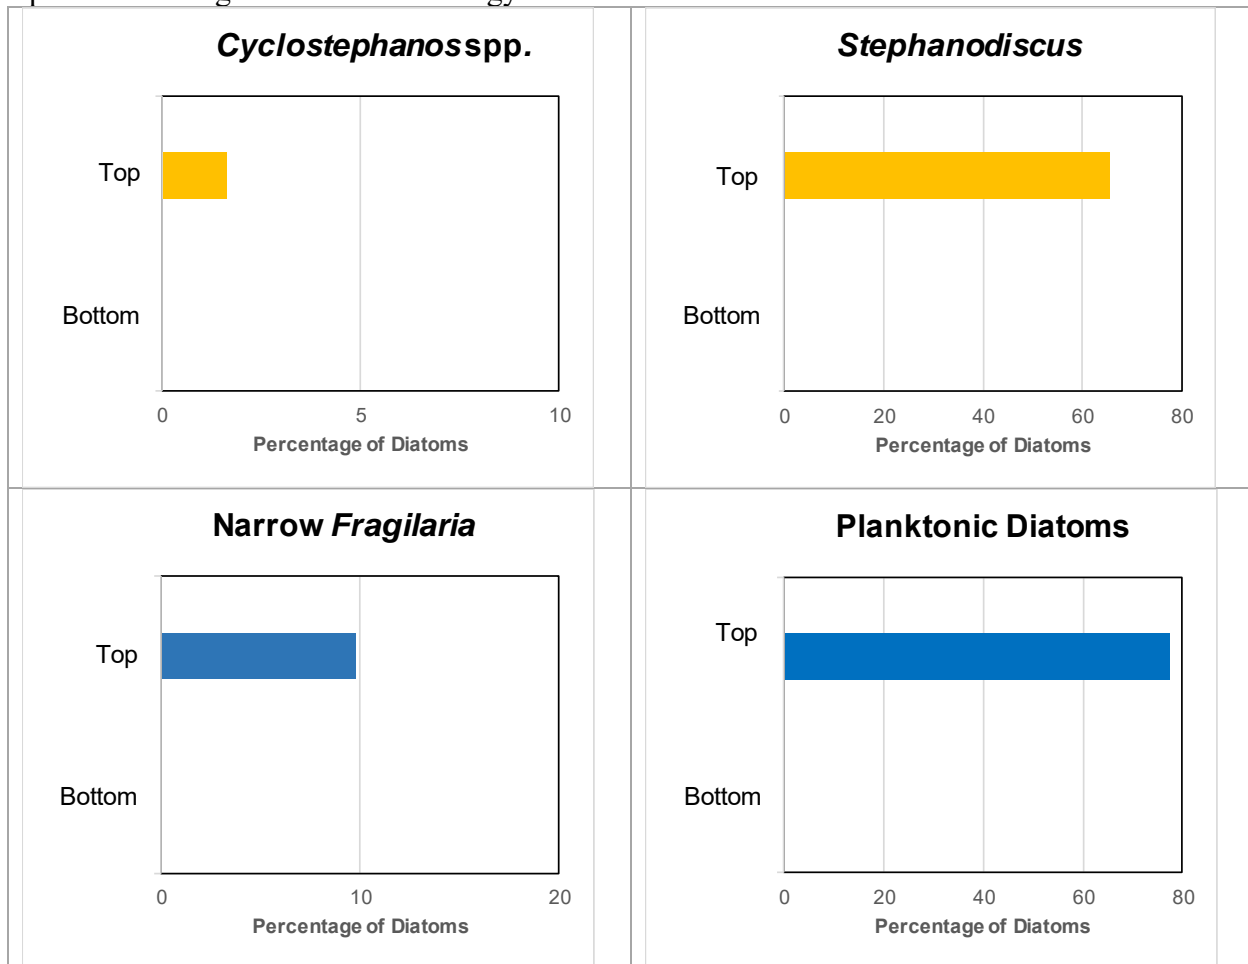 Cyclostephanos spp.
Top
Bottom
0 5 10
Percentage of Diatoms
Stephanodiscus
Top
Bottom
0 20 40 60 80
Percentage of Diatoms
Narrow Fragilaria
Top
Bottom
0 10 20
Percentage of Diatoms
Planktonic Diatoms
Top
Bottom
0 20 40 60 80
Percentage of Diatoms